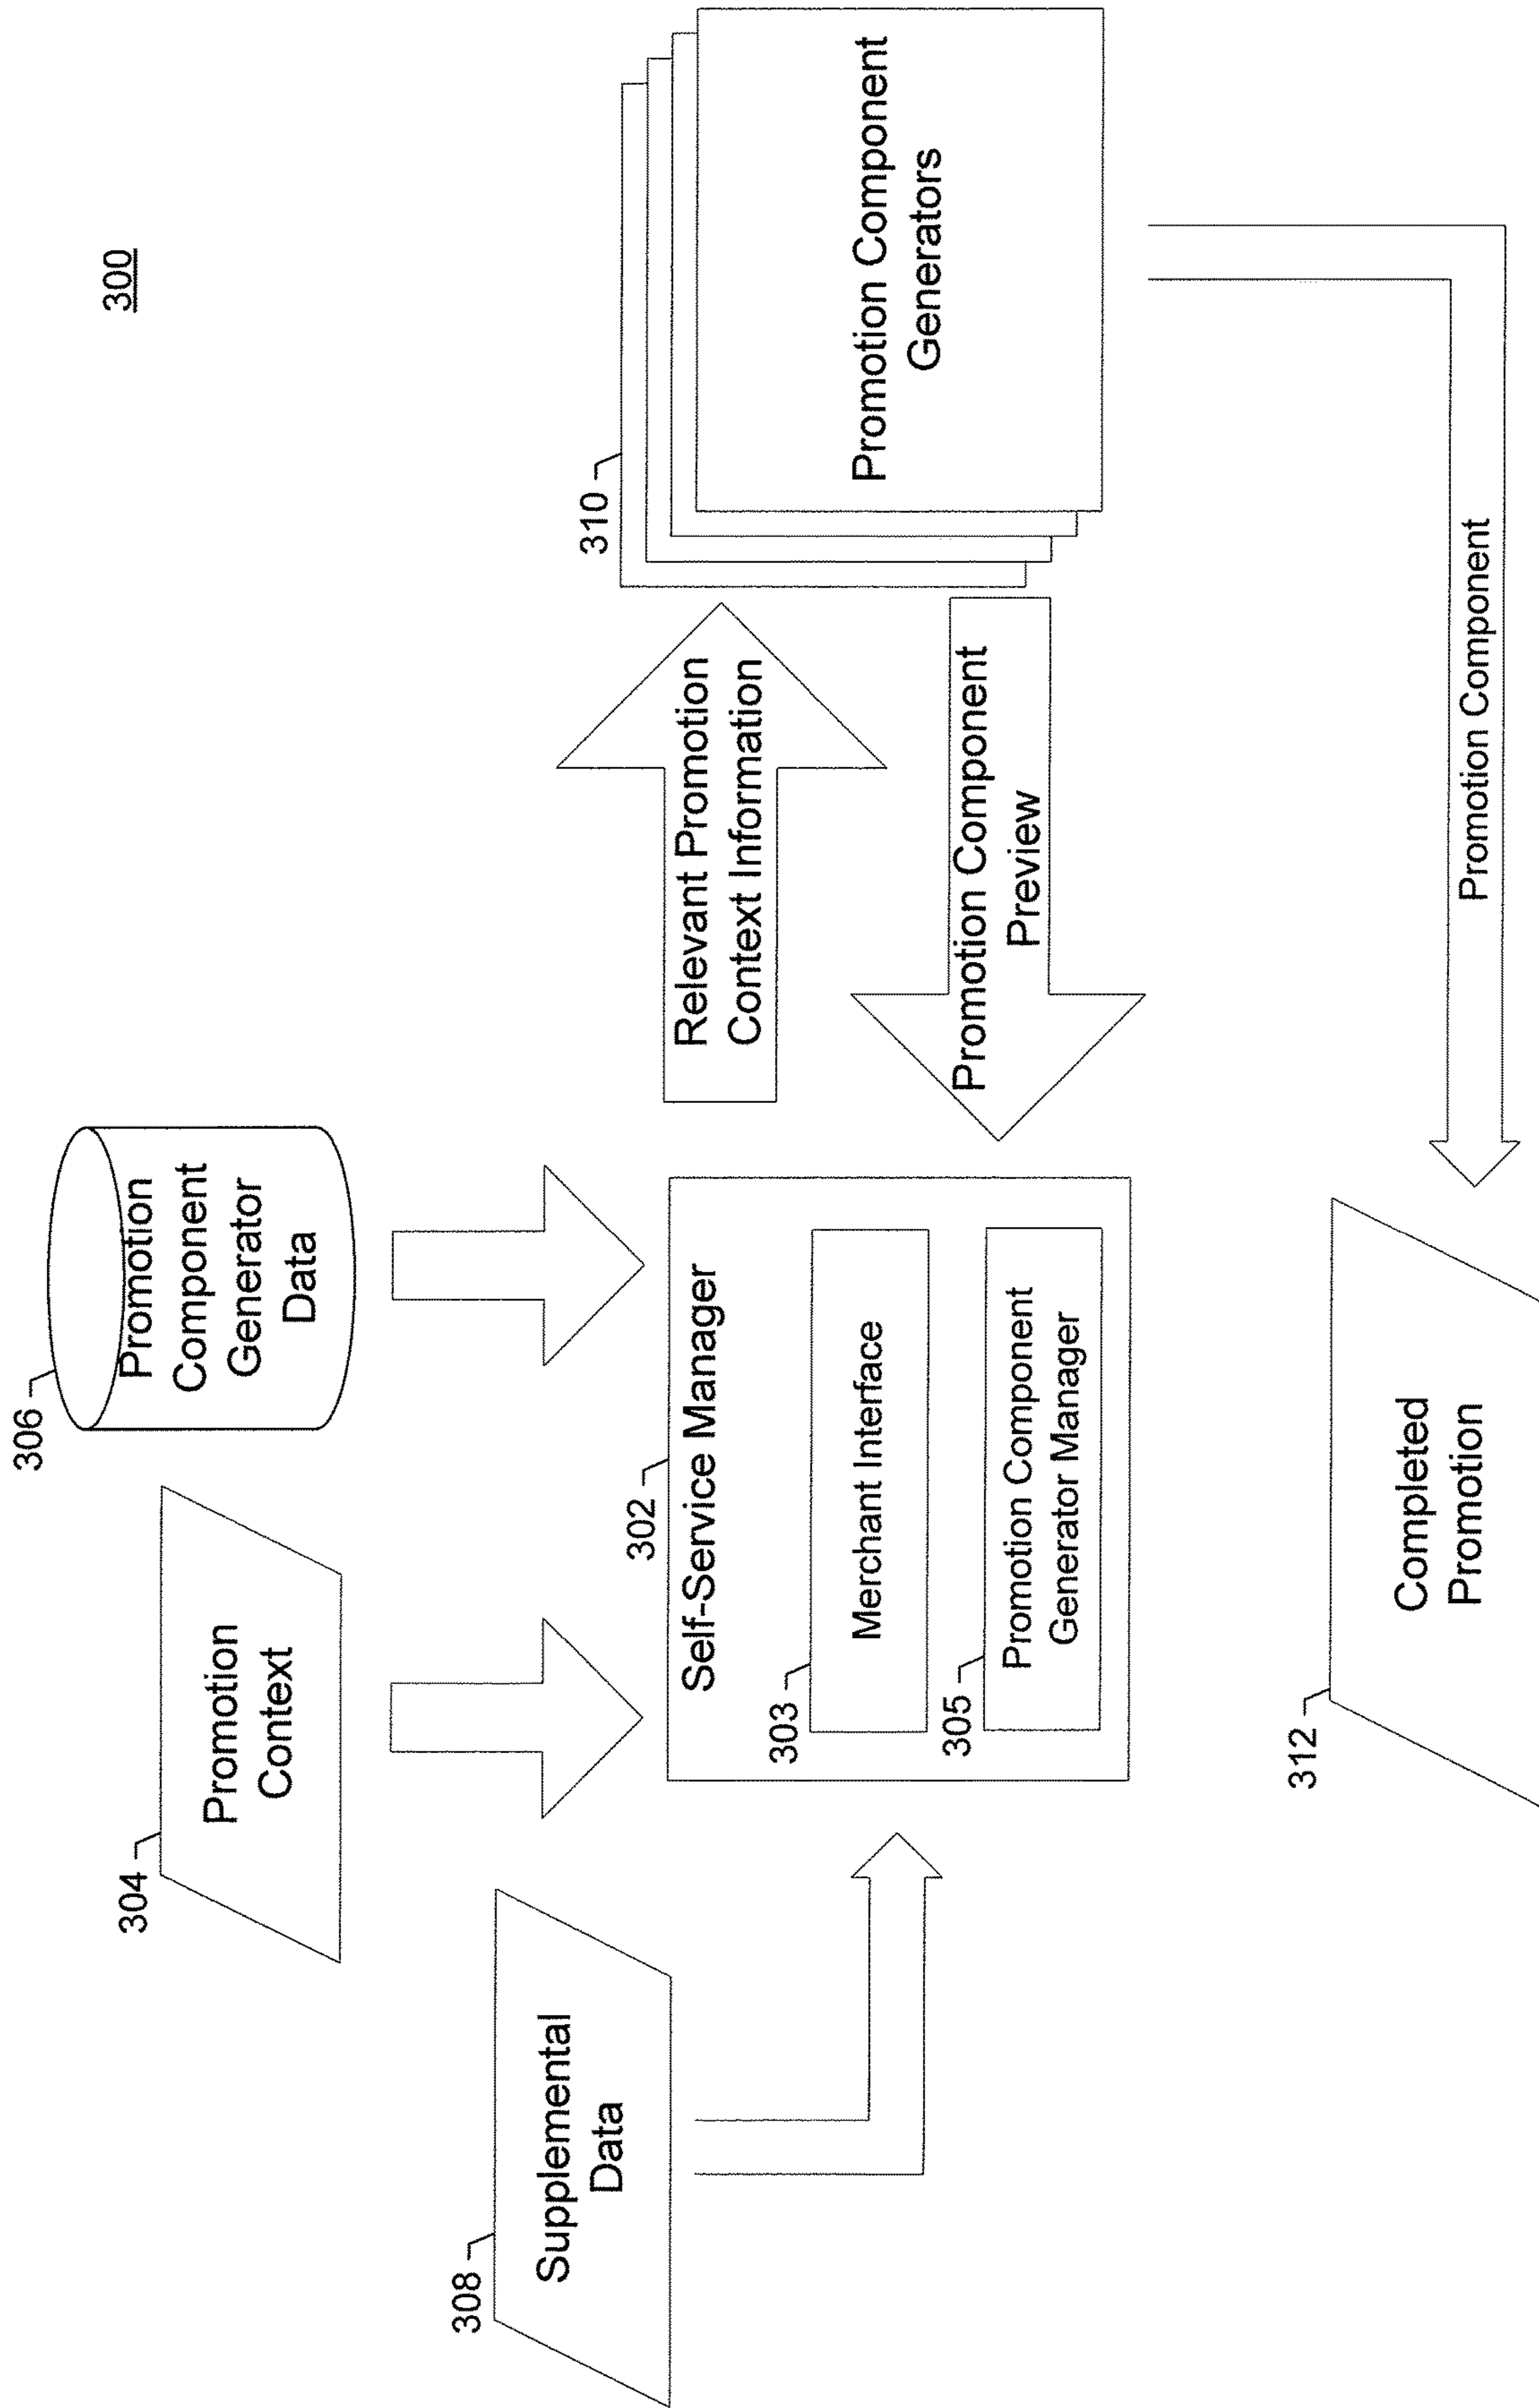 300
306
Promotion
Component
Generator
Data
304
Promotion
Context
308
Supplemental
Data
302
Self-Service Manager
303
Merchant Interface
305
Promotion Component
Generator Manager
Relevant Promotion
Context Information
Promotion Component
Preview
310
Promotion Component
Generators
Promotion Component
312
Completed
Promotion